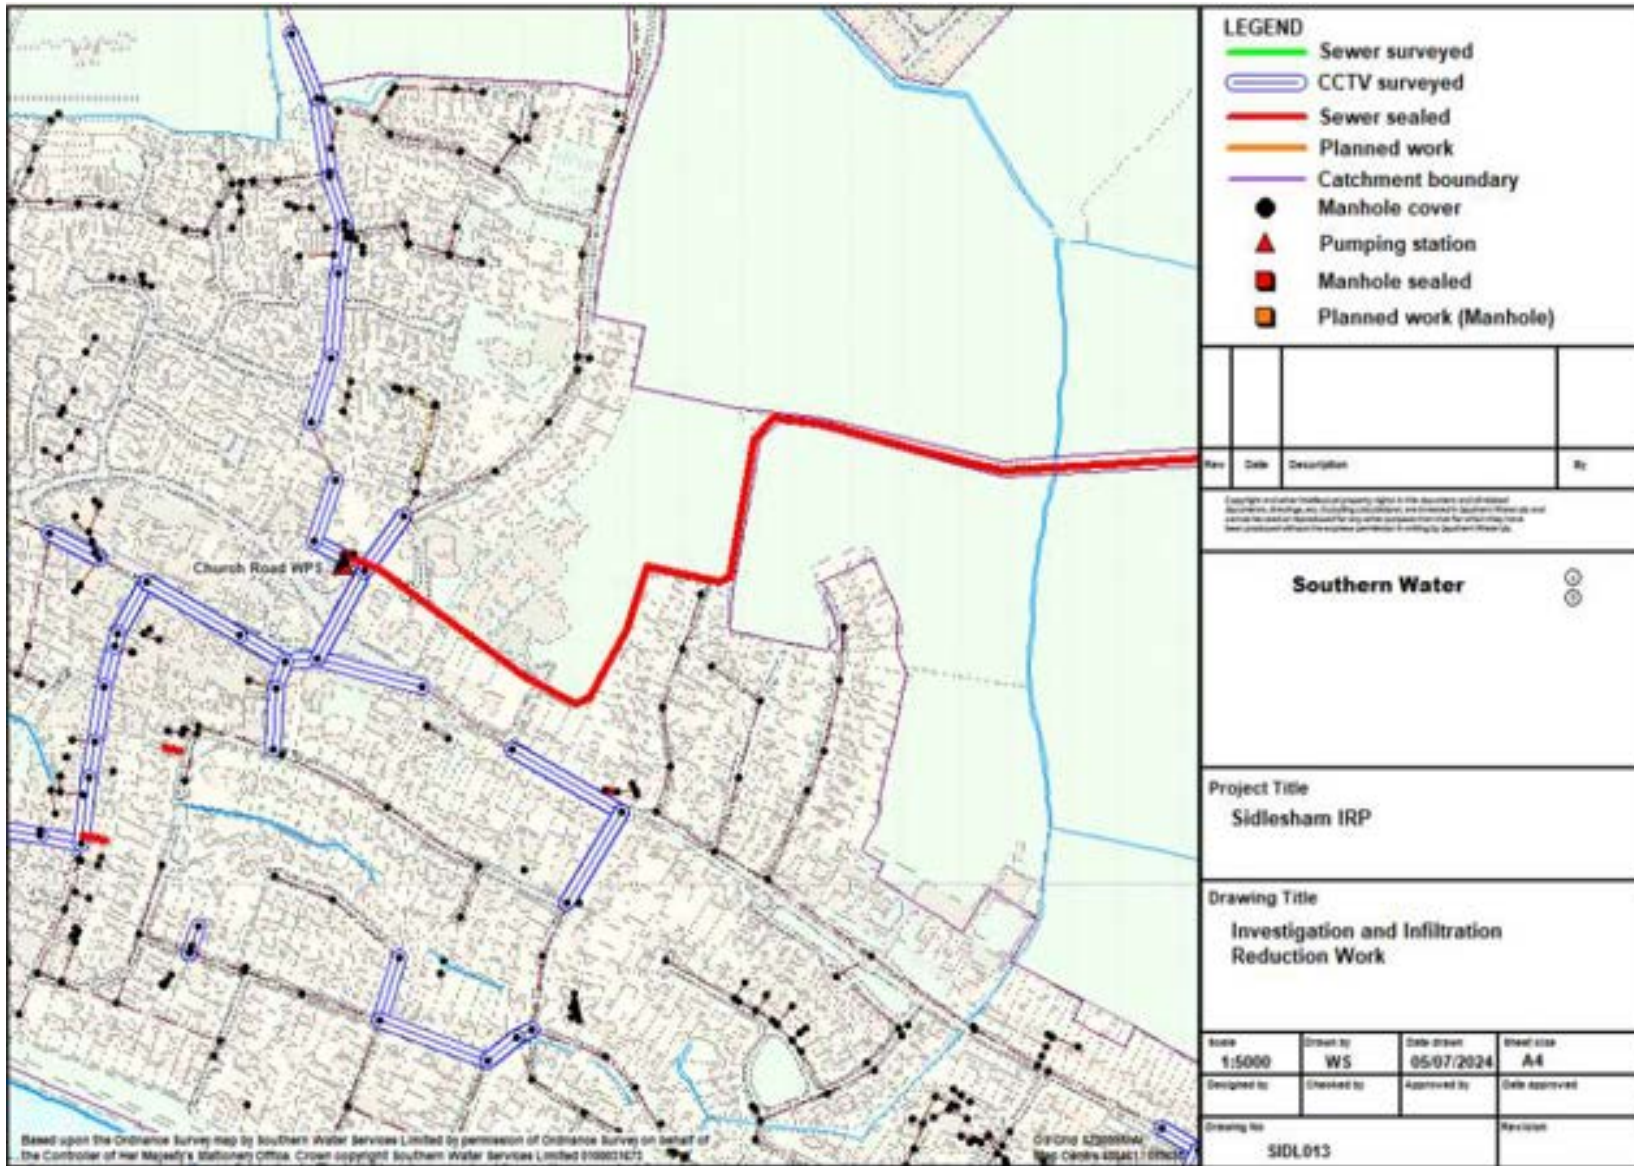 LEGEND
Sewer surveyed
CCTV surveyed
Sewer sealed
Planned work
Catchment boundary
Manhole cover
Pumping station
Manhole sealed
Planned work (Manhole)
Rev Date Description By
Southern Water
Project Title
Sidlesham IRP
Drawing Title
Investigation and Infiltration
Reduction Work
Scale Drawn by Date drawn Sheet size
1:5000 WS 05/07/2024 A4
Designed by Checked by Approved by Date approved
Drawing No Revision
SIDL013
Church Road WPS
Based upon the Ordnance Survey map by Southern Water Services Limited by permission of Ordnance Survey on behalf of
the Controller of Her Majesty's Stationery Office. Crown copyright Southern Water Services Limited